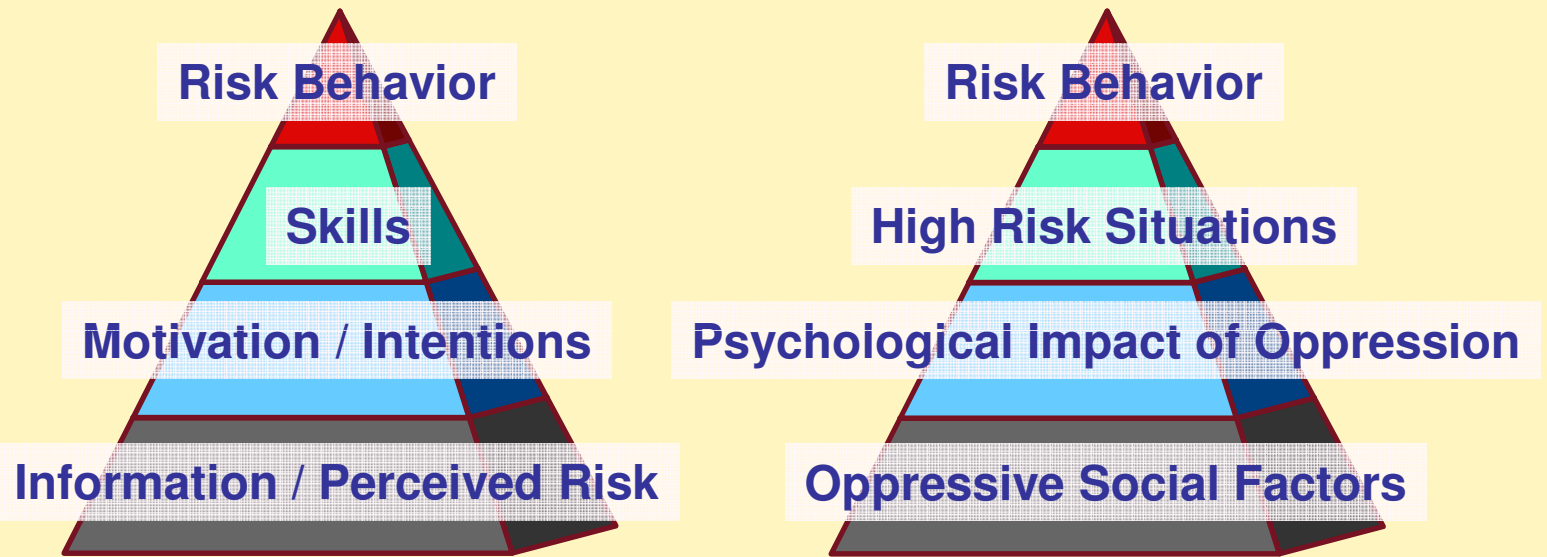 Risk Behavior
Skills
Motivation / Intentions
Information / Perceived Risk
Risk Behavior
High Risk Situations
Psychological Impact of Oppression
Oppressive Social Factors